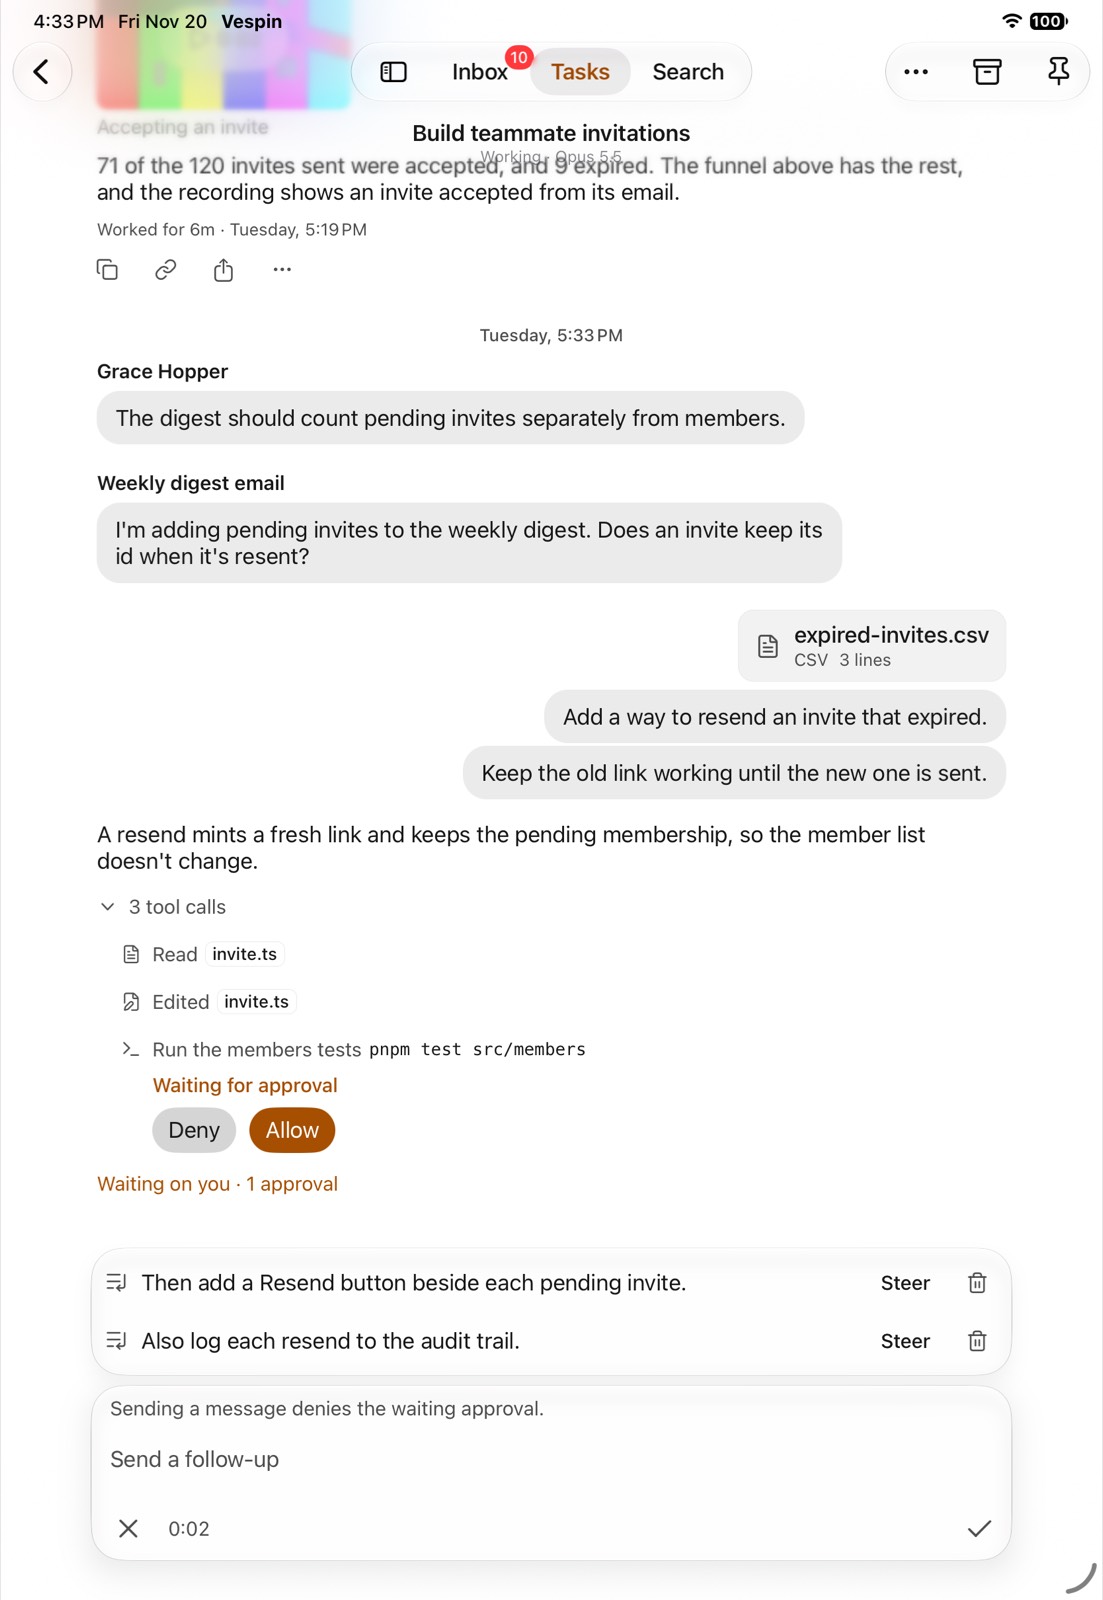 4:33 PM Fri Nov 20 Vespin
100
Inbox 10 Tasks Search
Accepting an invite
Build teammate invitations
Working · Opus 5.5
71 of the 120 invites sent were accepted, and 9 expired. The funnel above has the rest,
and the recording shows an invite accepted from its email.
Worked for 6m · Tuesday, 5:19 PM
Tuesday, 5:33 PM
Grace Hopper
The digest should count pending invites separately from members.
Weekly digest email
I'm adding pending invites to the weekly digest. Does an invite keep its
id when it's resent?
expired-invites.csv
CSV 3 lines
Add a way to resend an invite that expired.
Keep the old link working until the new one is sent.
A resend mints a fresh link and keeps the pending membership, so the member list
doesn't change.
3 tool calls
Read invite.ts
Edited invite.ts
Run the members tests pnpm test src/members
Waiting for approval
Deny Allow
Waiting on you · 1 approval
Then add a Resend button beside each pending invite. Steer
Also log each resend to the audit trail. Steer
Sending a message denies the waiting approval.
Send a follow-up
0:02